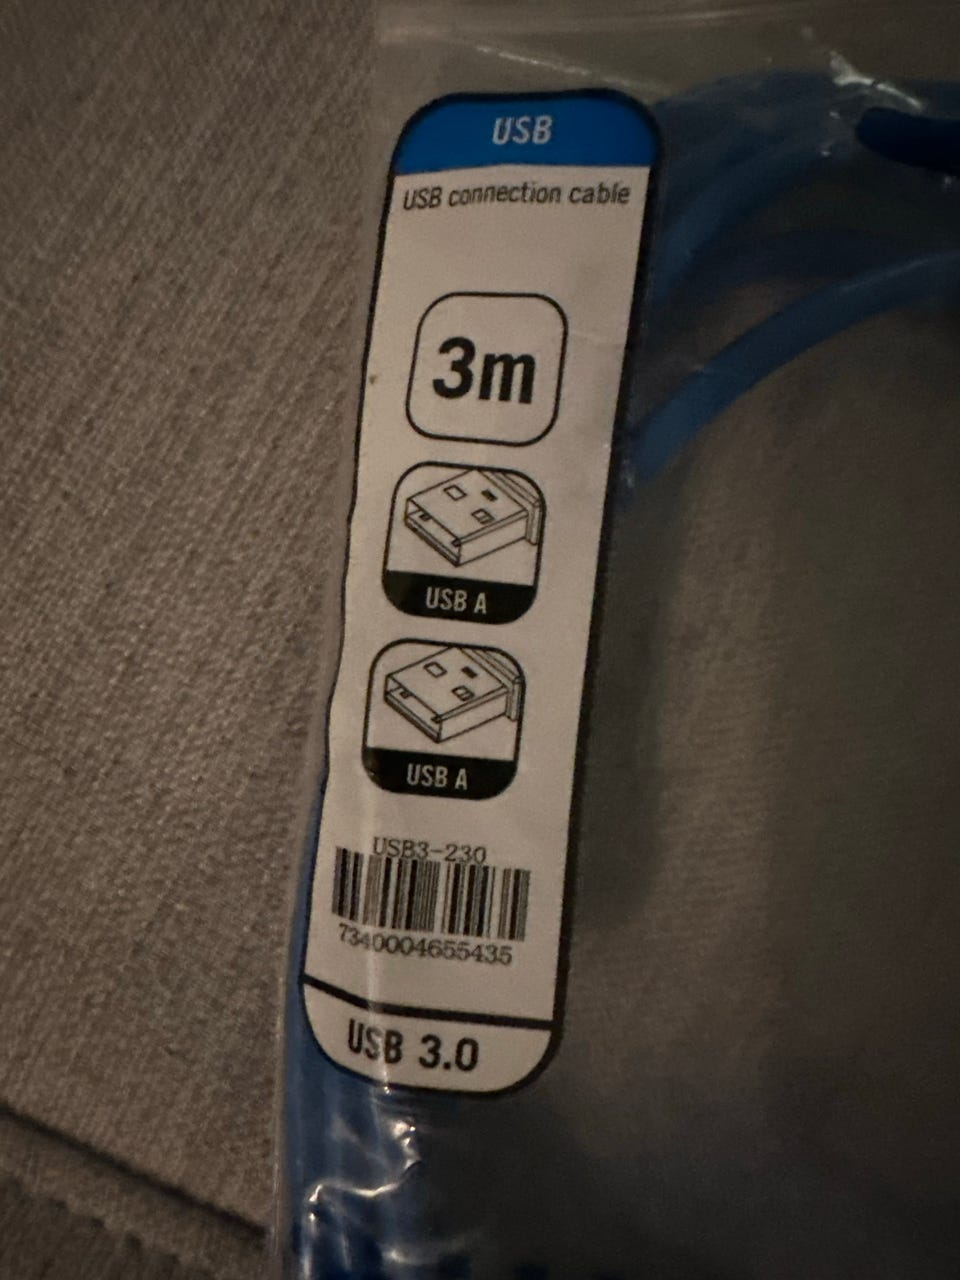 USB
USB connection cable
3m
USB A
USB A
USB3-230
7340004655435
USB 3.0